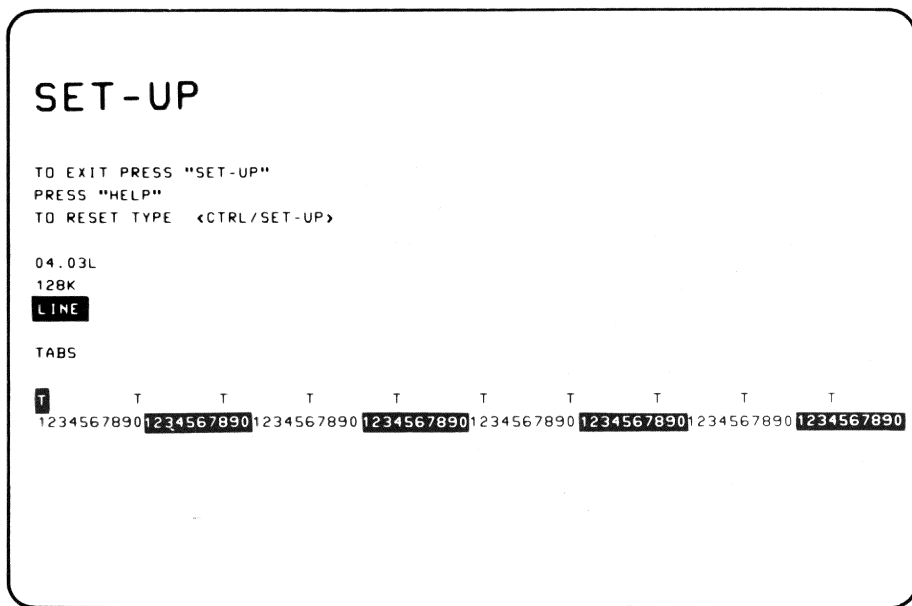 SET-UP
TO EXIT PRESS "SET-UP"
PRESS "HELP"
TO RESET TYPE <CTRL/SET-UP>
04.03L
128K
LINE
TABS
T T T T T T T T T T
12345678901234567890123456789012345678901234567890123456789012345678901234567890